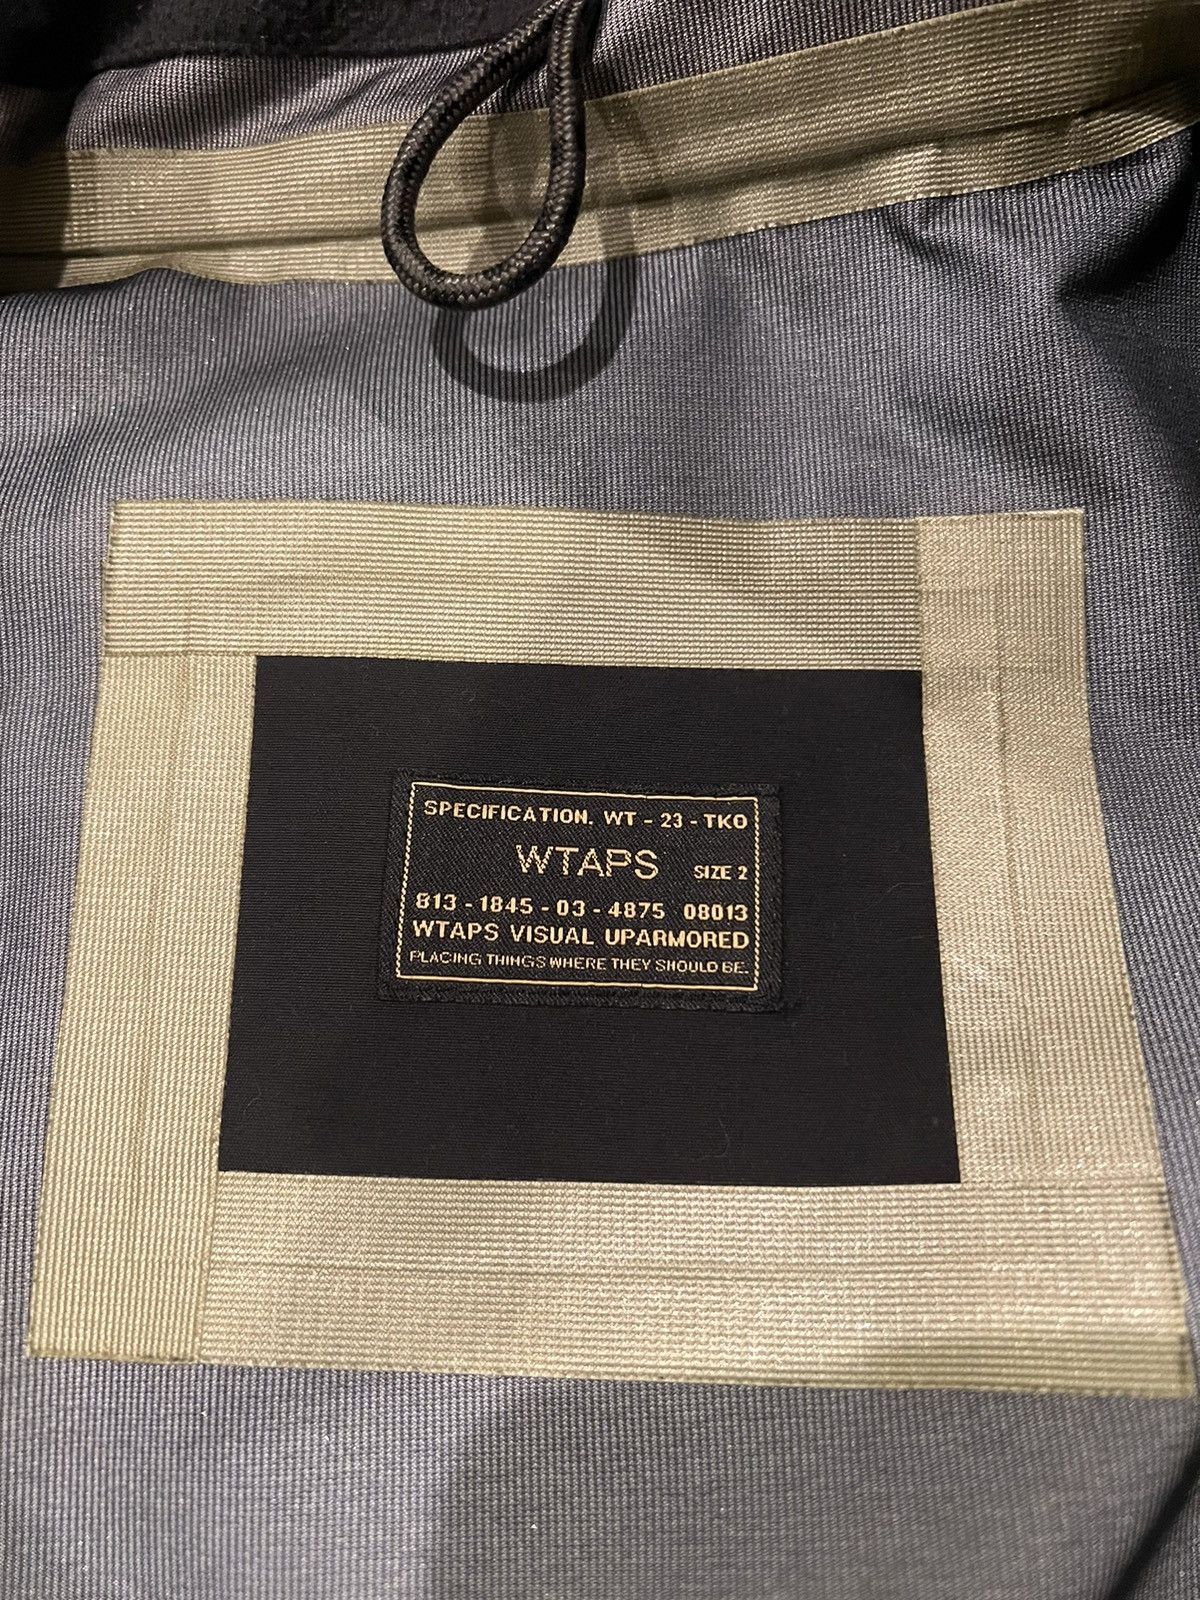 SPECIFICATION. WT - 23 - TKO
WTAPS SIZE 2
813 - 1845 - 03 - 4875 08013
WTAPS VISUAL UPARMORED
PLACING THINGS WHERE THEY SHOULD BE.